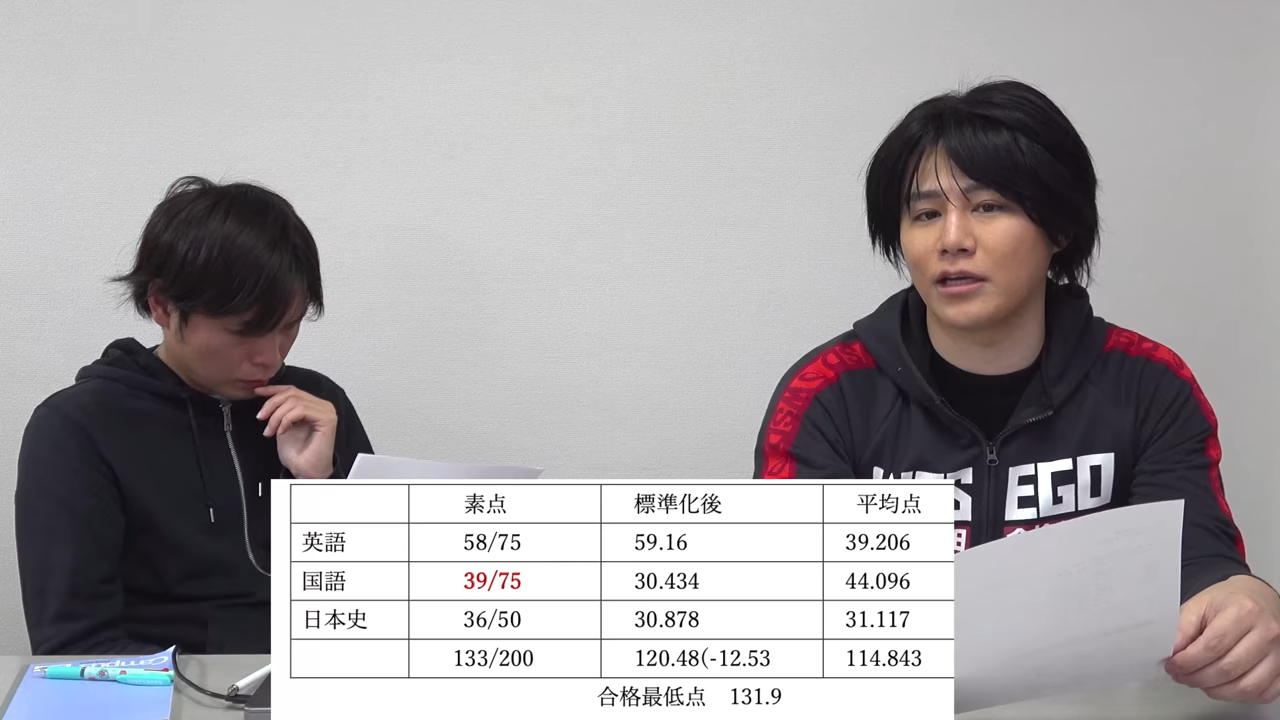 素点 標準化後 平均点
英語 58/75 59.16 39.206
国語 39/75 30.434 44.096
日本史 36/50 30.878 31.117
133/200 120.48(-12.53 114.843
合格最低点 131.9
EGO
Campus